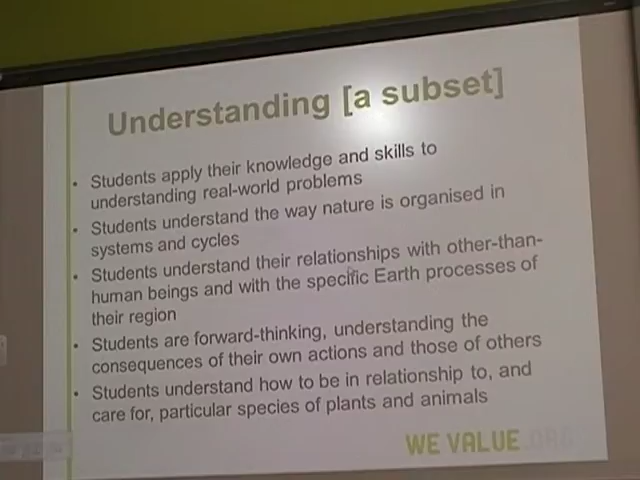 Understanding [a subset]
• Students apply their knowledge and skills to
understanding real-world problems
• Students understand the way nature is organised in
systems and cycles
• Students understand their relationships with other-than-
human beings and with the specific Earth processes of
their region
• Students are forward-thinking, understanding the
consequences of their own actions and those of others
• Students understand how to be in relationship to, and
care for, particular species of plants and animals
WE VALUE.ORG